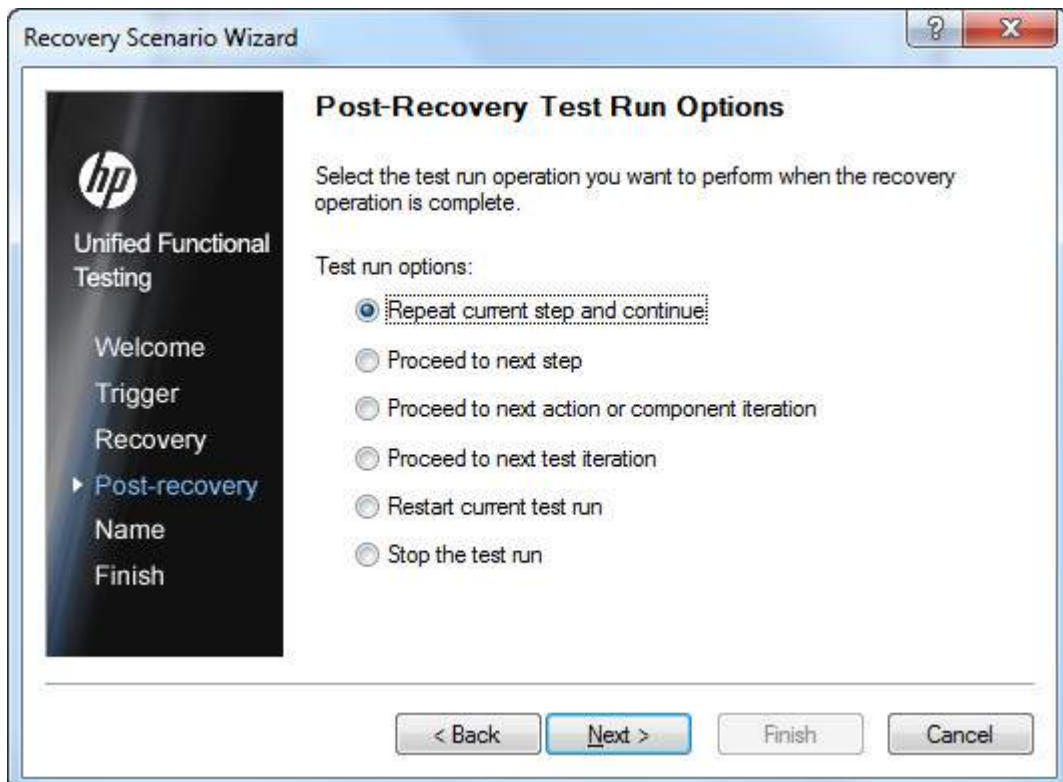 Recovery Scenario Wizard
?
hp
Unified Functional
Testing
Welcome
Trigger
Recovery
Post-recovery
Name
Finish
Post-Recovery Test Run Options
Select the test run operation you want to perform when the recovery
operation is complete.
Test run options:
Repeat current step and continue
Proceed to next step
Proceed to next action or component iteration
Proceed to next test iteration
Restart current test run
Stop the test run
< Back
Next >
Finish
Cancel